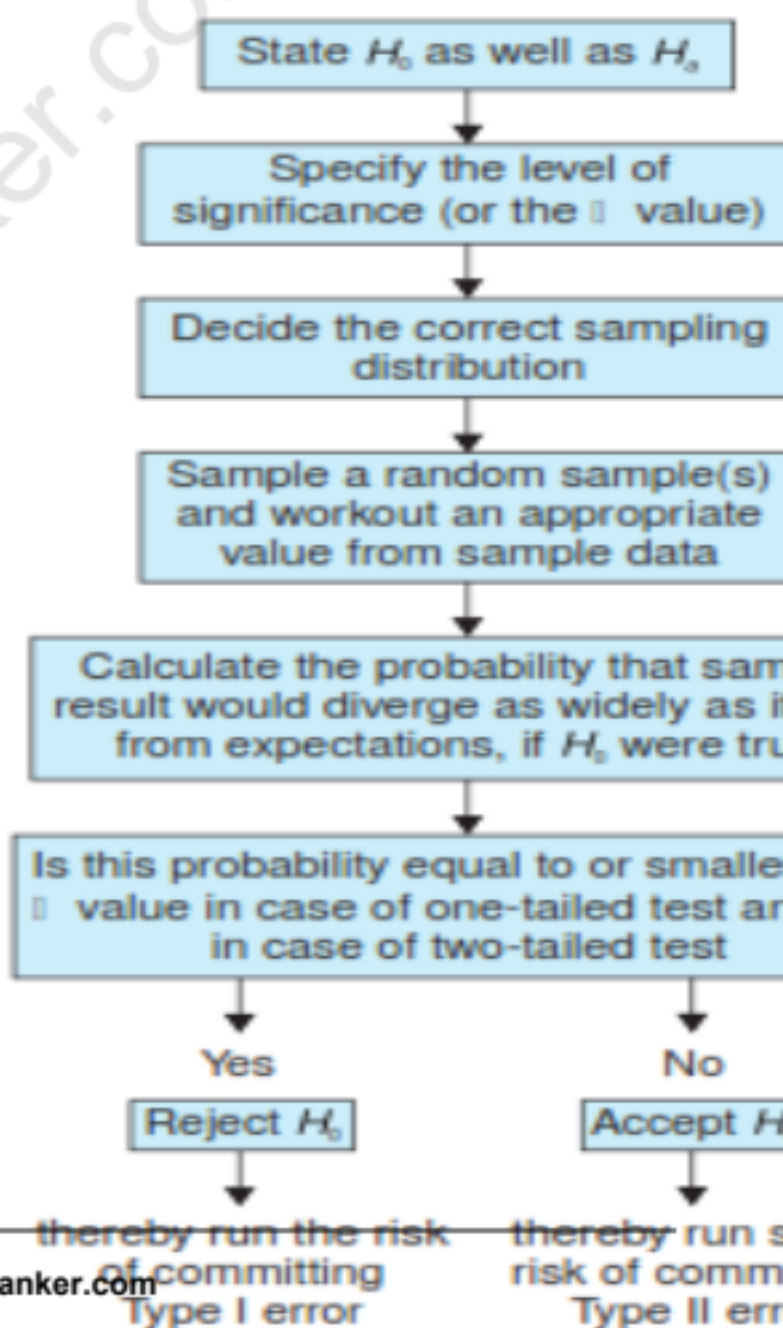 State H₀ as well as Hₐ
Specify the level of
significance (or the value)
Decide the correct sampling
distribution
Sample a random sample(s)
and workout an appropriate
value from sample data
Calculate the probability that sam
result would diverge as widely as i
from expectations, if H₀ were tru
Is this probability equal to or smalle
value in case of one-tailed test an
in case of two-tailed test
Yes
No
Reject H₀
Accept H
thereby run the risk
of committing
Type I error
thereby run s
risk of comm
Type II err
anker.com
ker.co